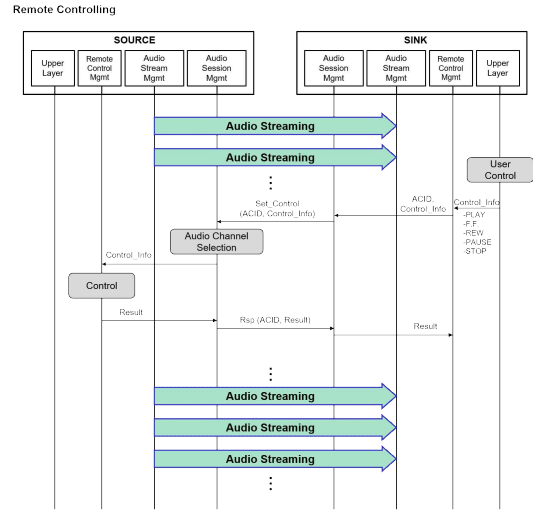 Remote Controlling
SOURCE
SINK
Upper
Layer
Remote
Control
Mgmt
Audio
Stream
Mgmt
Audio
Session
Mgmt
Audio
Session
Mgmt
Audio
Stream
Mgmt
Remote
Control
Mgmt
Upper
Layer
Audio Streaming
Audio Streaming
User
Control
Set_Control
(ACID, Control_Info)
ACID,
Control_Info
Control_Info
-PLAY
-F.F.
-REW
-PAUSE
-STOP
Audio Channel
Selection
Control_Info
Control
Result
Rsp (ACID, Result)
Result
Audio Streaming
Audio Streaming
Audio Streaming